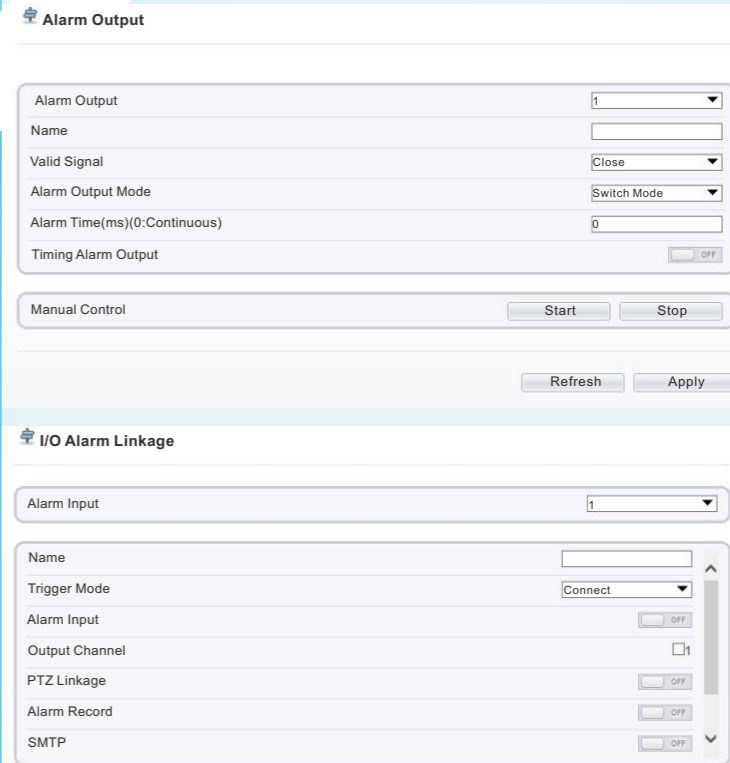 Alarm Output
Alarm Output 1
Name
Valid Signal Close
Alarm Output Mode Switch Mode
Alarm Time(ms)(0:Continuous) 0
Timing Alarm Output OFF
Manual Control Start Stop
Refresh Apply
I/O Alarm Linkage
Alarm Input 1
Name
Trigger Mode Connect
Alarm Input OFF
Output Channel 1
PTZ Linkage OFF
Alarm Record OFF
SMTP OFF